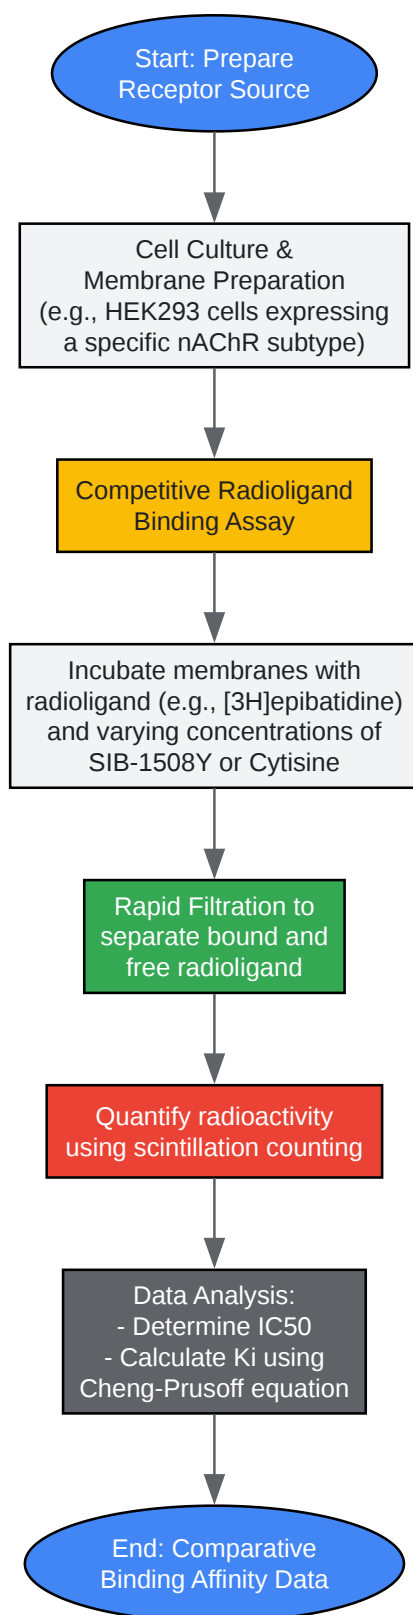 Start: Prepare
Receptor Source
Cell Culture &
Membrane Preparation
(e.g., HEK293 cells expressing
a specific nAChR subtype)
Competitive Radioligand
Binding Assay
Incubate membranes with
radioligand (e.g., [3H]epibatidine)
and varying concentrations of
SIB-1508Y or Cytisine
Rapid Filtration to
separate bound and
free radioligand
Quantify radioactivity
using scintillation counting
Data Analysis:
- Determine IC50
- Calculate Ki using
Cheng-Prusoff equation
End: Comparative
Binding Affinity Data